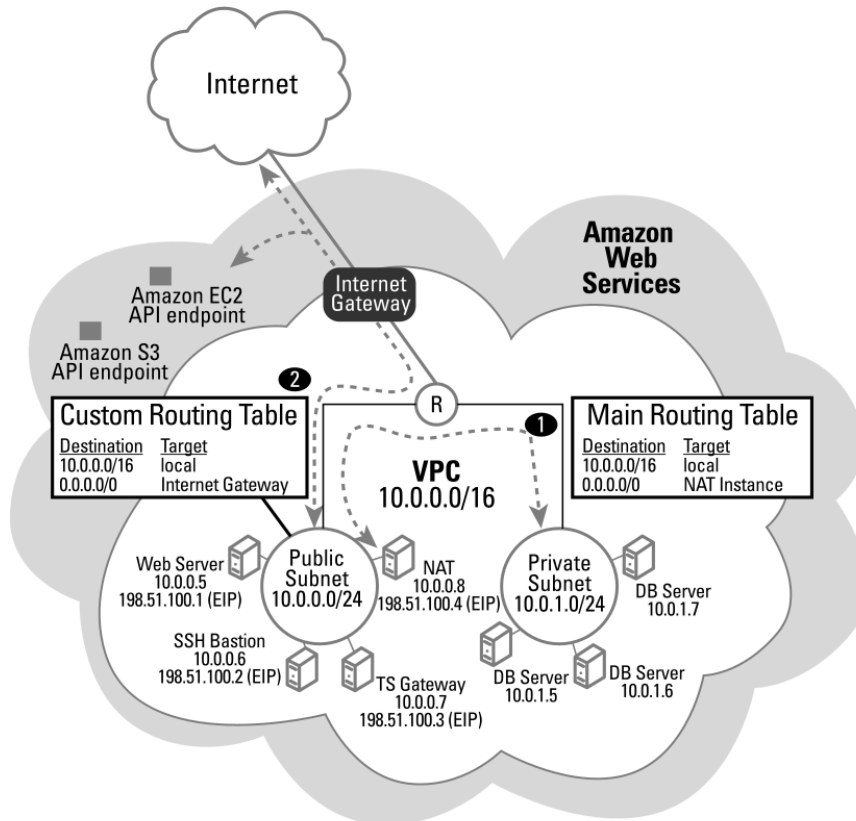 Internet
Amazon
Web
Services
Internet
Gateway
Amazon EC2
API endpoint
Amazon S3
API endpoint
2
R
1
Custom Routing Table
Destination Target
10.0.0.0/16 local
0.0.0.0/0 Internet Gateway
Main Routing Table
Destination Target
10.0.0.0/16 local
0.0.0.0/0 NAT Instance
VPC
10.0.0.0/16
Web Server
10.0.0.5
198.51.100.1 (EIP)
Public
Subnet
10.0.0.0/24
NAT
10.0.0.8
198.51.100.4 (EIP)
Private
Subnet
10.0.1.0/24
DB Server
10.0.1.7
SSH Bastion
10.0.0.6
198.51.100.2 (EIP)
TS Gateway
10.0.0.7
198.51.100.3 (EIP)
DB Server
10.0.1.5
DB Server
10.0.1.6